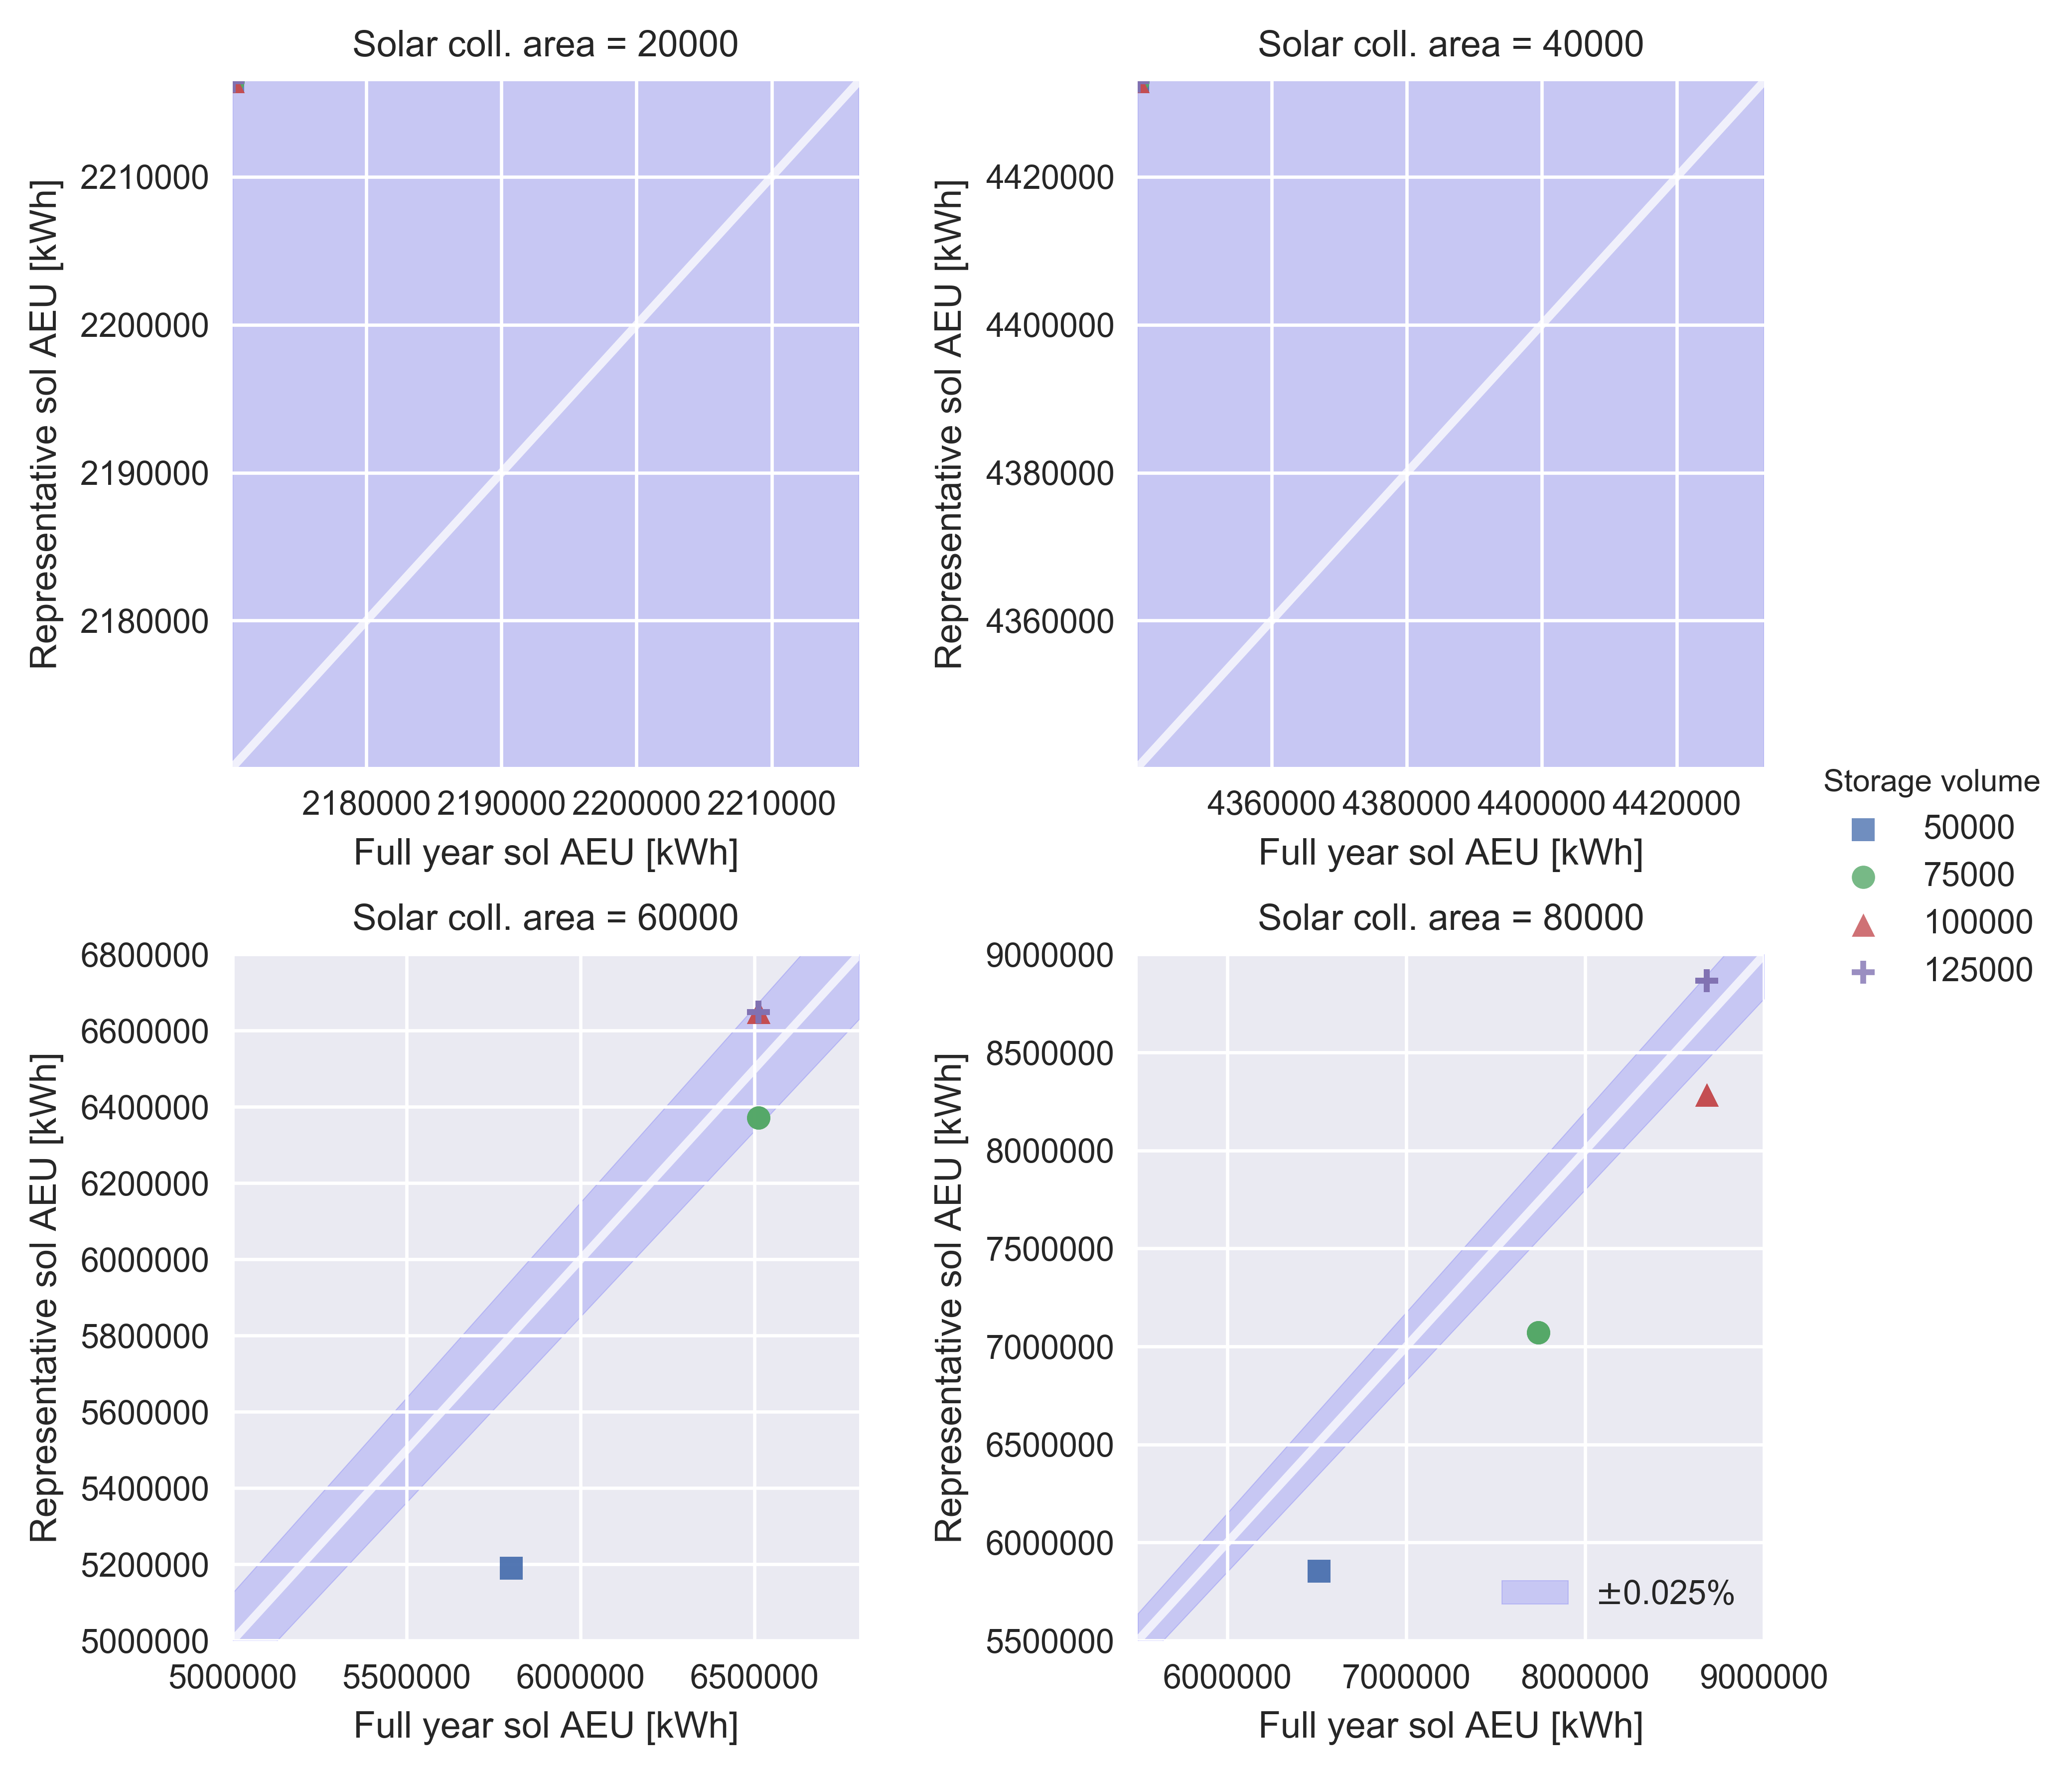 Solar coll. area = 20000
Representative sol AEU [kWh]
2210000
2200000
2190000
2180000
2180000 2190000 2200000 2210000
Full year sol AEU [kWh]
Solar coll. area = 40000
Representative sol AEU [kWh]
4420000
4400000
4380000
4360000
4360000 4380000 4400000 4420000
Full year sol AEU [kWh]
Storage volume
50000
75000
100000
125000
Solar coll. area = 60000
Representative sol AEU [kWh]
6800000
6600000
6400000
6200000
6000000
5800000
5600000
5400000
5200000
5000000
5000000 5500000 6000000 6500000
Full year sol AEU [kWh]
Solar coll. area = 80000
Representative sol AEU [kWh]
9000000
8500000
8000000
7500000
7000000
6500000
6000000
5500000
±0.025%
6000000 7000000 8000000 9000000
Full year sol AEU [kWh]